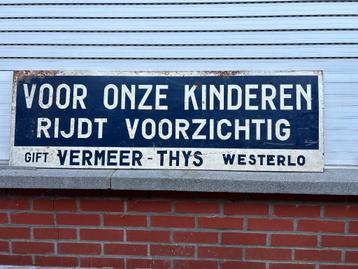 VOOR ONZE KINDEREN
RIJDT VOORZICHTIG
GIFT VERMEER - THYS WESTERLO